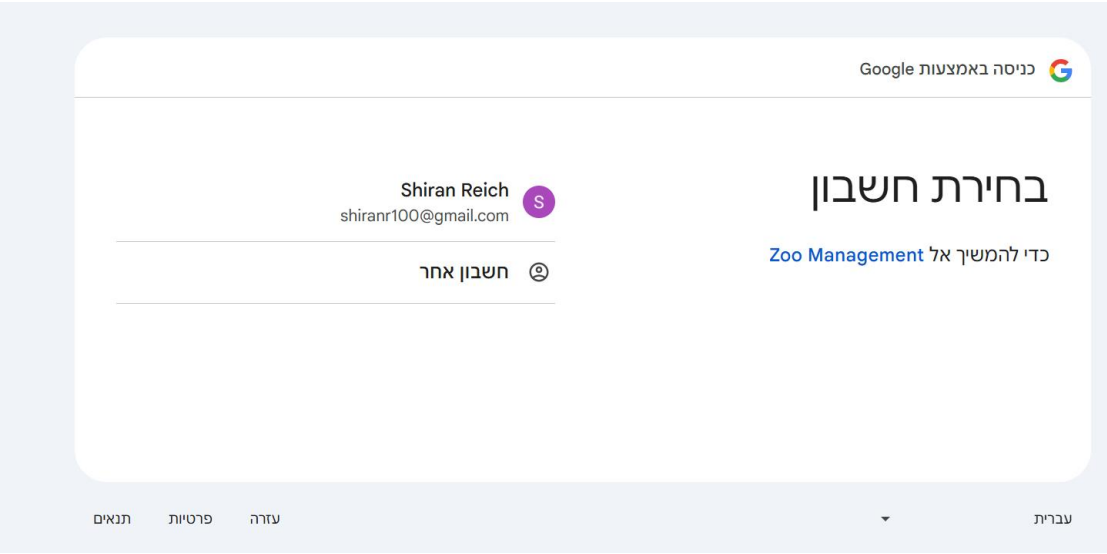 כניסה באמצעות Google
בחירת חשבון
כדי להמשיך אל Zoo Management
S
Shiran Reich
shiranr100@gmail.com
חשבון אחר
עברית
עזרה
פרטיות
תנאים